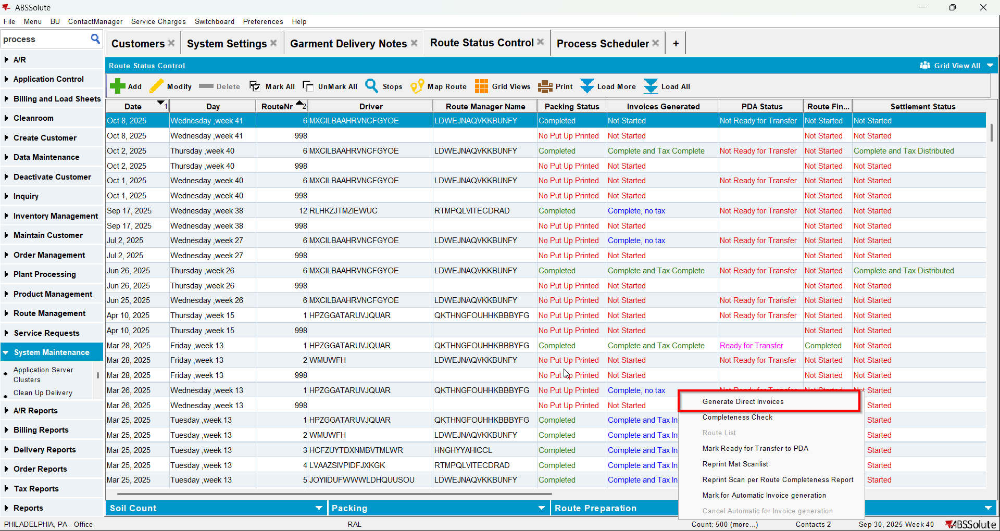 ABSSolute
File Menu BU ContactManager Service Charges Switchboard Preferences Help
process
Customers System Settings Garment Delivery Notes Route Status Control Process Scheduler +
Route Status Control Grid View All
Add Modify Delete Mark All UnMark All Stops Map Route Grid Views Print Load More Load All
A/R
Application Control
Billing and Load Sheets
Cleanroom
Create Customer
Data Maintenance
Deactivate Customer
Inquiry
Inventory Management
Maintain Customer
Order Management
Plant Processing
Product Management
Route Management
Service Requests
System Maintenance
Application Server
Clusters
Clean Up Delivery
A/R Reports
Billing Reports
Delivery Reports
Order Reports
Tax Reports
Reports
Date 1 Day RouteNr 2 Driver Route Manager Name Packing Status Invoices Generated PDA Status Route Fin... Settlement Status
Oct 8, 2025 Wednesday ,week 41 6 MXCILBAAHRVNCFGYOE LDWEJNAQVKKBUNFY Completed Not Started Not Ready for Transfer Not Started Not Started
Oct 8, 2025 Wednesday ,week 41 998 No Put Up Printed Not Started Not Started Not Started
Oct 2, 2025 Thursday ,week 40 6 MXCILBAAHRVNCFGYOE LDWEJNAQVKKBUNFY Completed Complete and Tax Complete Not Ready for Transfer Not Started Complete and Tax Distributed
Oct 2, 2025 Thursday ,week 40 998 No Put Up Printed Not Started Not Started Not Started
Oct 1, 2025 Wednesday ,week 40 6 MXCILBAAHRVNCFGYOE LDWEJNAQVKKBUNFY No Put Up Printed Not Started Not Ready for Transfer Not Started Not Started
Oct 1, 2025 Wednesday ,week 40 998 No Put Up Printed Not Started Not Started Not Started
Sep 17, 2025 Wednesday ,week 38 12 RLHKZJTMZIEWUC RTMPQLVITECDRAD Completed Complete, no tax Not Ready for Transfer Not Started Not Started
Sep 17, 2025 Wednesday ,week 38 998 No Put Up Printed Not Started Not Started Not Started
Jul 2, 2025 Wednesday ,week 27 6 MXCILBAAHRVNCFGYOE LDWEJNAQVKKBUNFY No Put Up Printed Complete, no tax Not Ready for Transfer Not Started Not Started
Jul 2, 2025 Wednesday ,week 27 998 No Put Up Printed Not Started Not Started Not Started
Jun 26, 2025 Thursday ,week 26 6 MXCILBAAHRVNCFGYOE LDWEJNAQVKKBUNFY Completed Complete and Tax Complete Not Ready for Transfer Not Started Complete and Tax Distributed
Jun 26, 2025 Thursday ,week 26 998 No Put Up Printed Not Started Not Started Not Started
Jun 25, 2025 Wednesday ,week 26 6 MXCILBAAHRVNCFGYOE LDWEJNAQVKKBUNFY No Put Up Printed Not Started Not Ready for Transfer Not Started Not Started
Apr 10, 2025 Thursday ,week 15 1 HPZGGATARUVJQUAR QKTHNGFOUHHKBBBYFG No Put Up Printed Not Started Not Ready for Transfer Not Started Not Started
Apr 10, 2025 Thursday ,week 15 998 No Put Up Printed Not Started Not Started Not Started
Mar 28, 2025 Friday ,week 13 1 HPZGGATARUVJQUAR QKTHNGFOUHHKBBBYFG Completed Complete and Tax Complete Ready for Transfer Completed Not Started
Mar 28, 2025 Friday ,week 13 2 WMUWFH LDWEJNAQVKKBUNFY No Put Up Printed Not Started Not Ready for Transfer Not Started Not Started
Mar 28, 2025 Friday ,week 13 998 No Put Up Printed Not Started Not Started Not Started
Mar 26, 2025 Wednesday ,week 13 1 HPZGGATARUVJQUAR QKTHNGFOUHHKBBBYFG No Put Up Printed Complete, no tax Not Ready for Transfer Not Started Not Started
Mar 26, 2025 Wednesday ,week 13 998 No Put Up Printed Not Started Started
Mar 25, 2025 Tuesday ,week 13 1 HPZGGATARUVJQUAR QKTHNGFOUHHKBBBYFG Completed Complete and Tax In Started
Mar 25, 2025 Tuesday ,week 13 2 WMUWFH LDWEJNAQVKKBUNFY Completed Complete and Tax In Started
Mar 25, 2025 Tuesday ,week 13 3 HCFZUYTDXNMBVTMLWR HNGHYYAHICCL Completed Complete and Tax In Started
Mar 25, 2025 Tuesday ,week 13 4 LVAAZSIVPIDFJXKGK RTMPQLVITECDRAD Completed Complete and Tax In Started
Mar 25, 2025 Tuesday ,week 13 5 JOYIIDUFWWWLDHQUUSOU LDWEJNAQVKKBUNFY Completed Complete and Tax In Started
Generate Direct Invoices
Completeness Check
Route List
Mark Ready for Transfer to PDA
Reprint Mat Scanlist
Reprint Scan per Route Completeness Report
Mark for Automatic Invoice generation
Cancel Automatic for Invoice generation
Soil Count Packing Route Preparation
PHILADELPHIA, PA - Office RAL Count: 500 (more...) Contacts 2 Sep 30, 2025 Week 40 ABSSolute